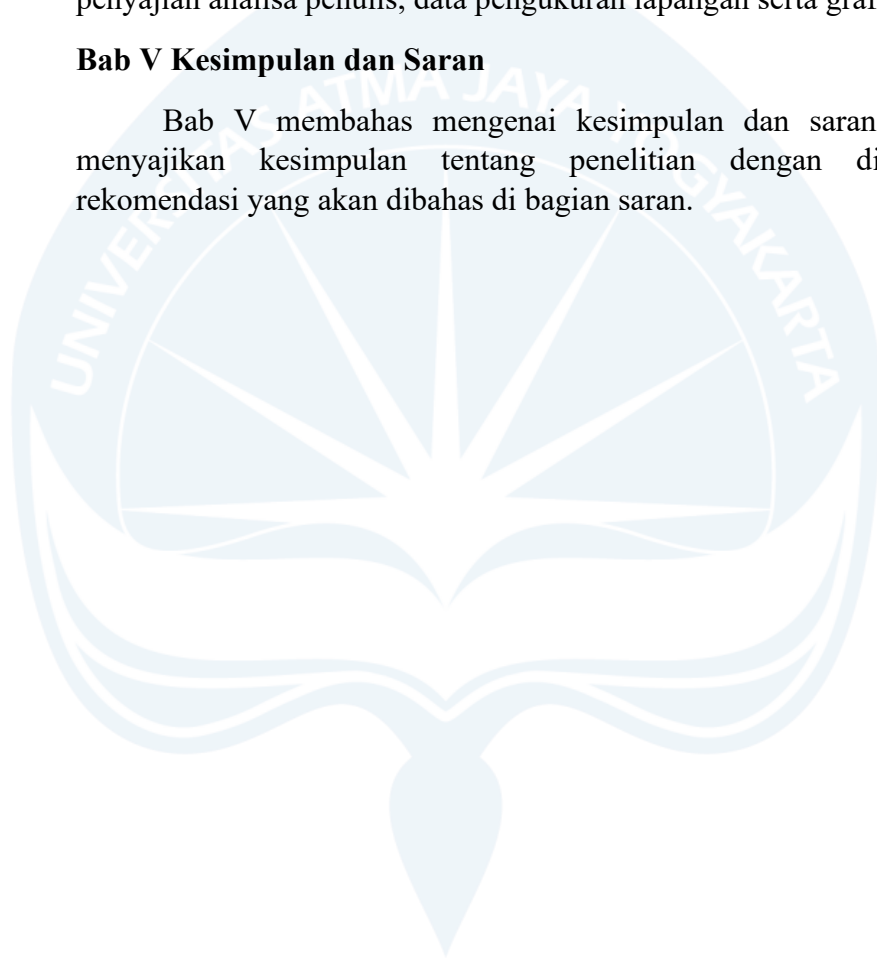 penyajian analisa penulis, data pengukuran lapangan serta grafi
Bab V Kesimpulan dan Saran
Bab V membahas mengenai kesimpulan dan saran
menyajikan kesimpulan tentang penelitian dengan di
rekomendasi yang akan dibahas di bagian saran.
UNIVERSITAS ATMA JAYA YOGYAKARTA